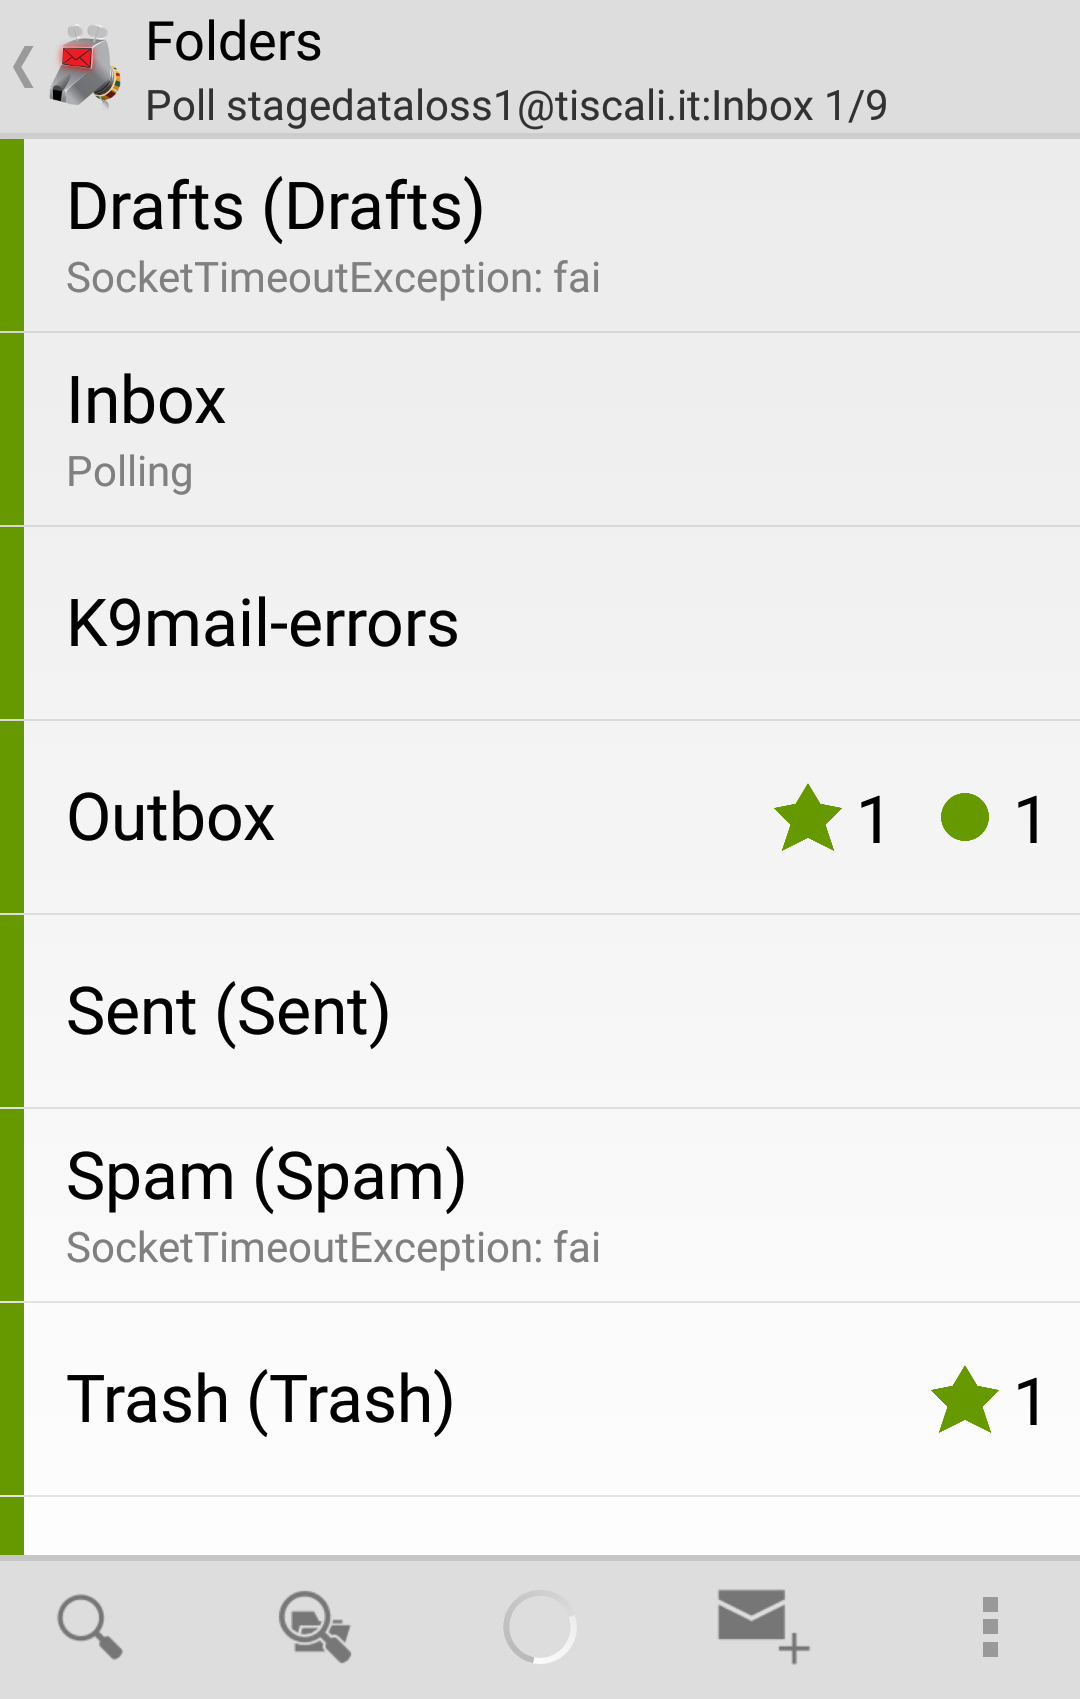 Folders
Poll stagedataloss1@tiscali.it:Inbox 1/9
Drafts (Drafts)
SocketTimeoutException: fai
Inbox
Polling
K9mail-errors
Outbox 1 1
Sent (Sent)
Spam (Spam)
SocketTimeoutException: fai
Trash (Trash) 1